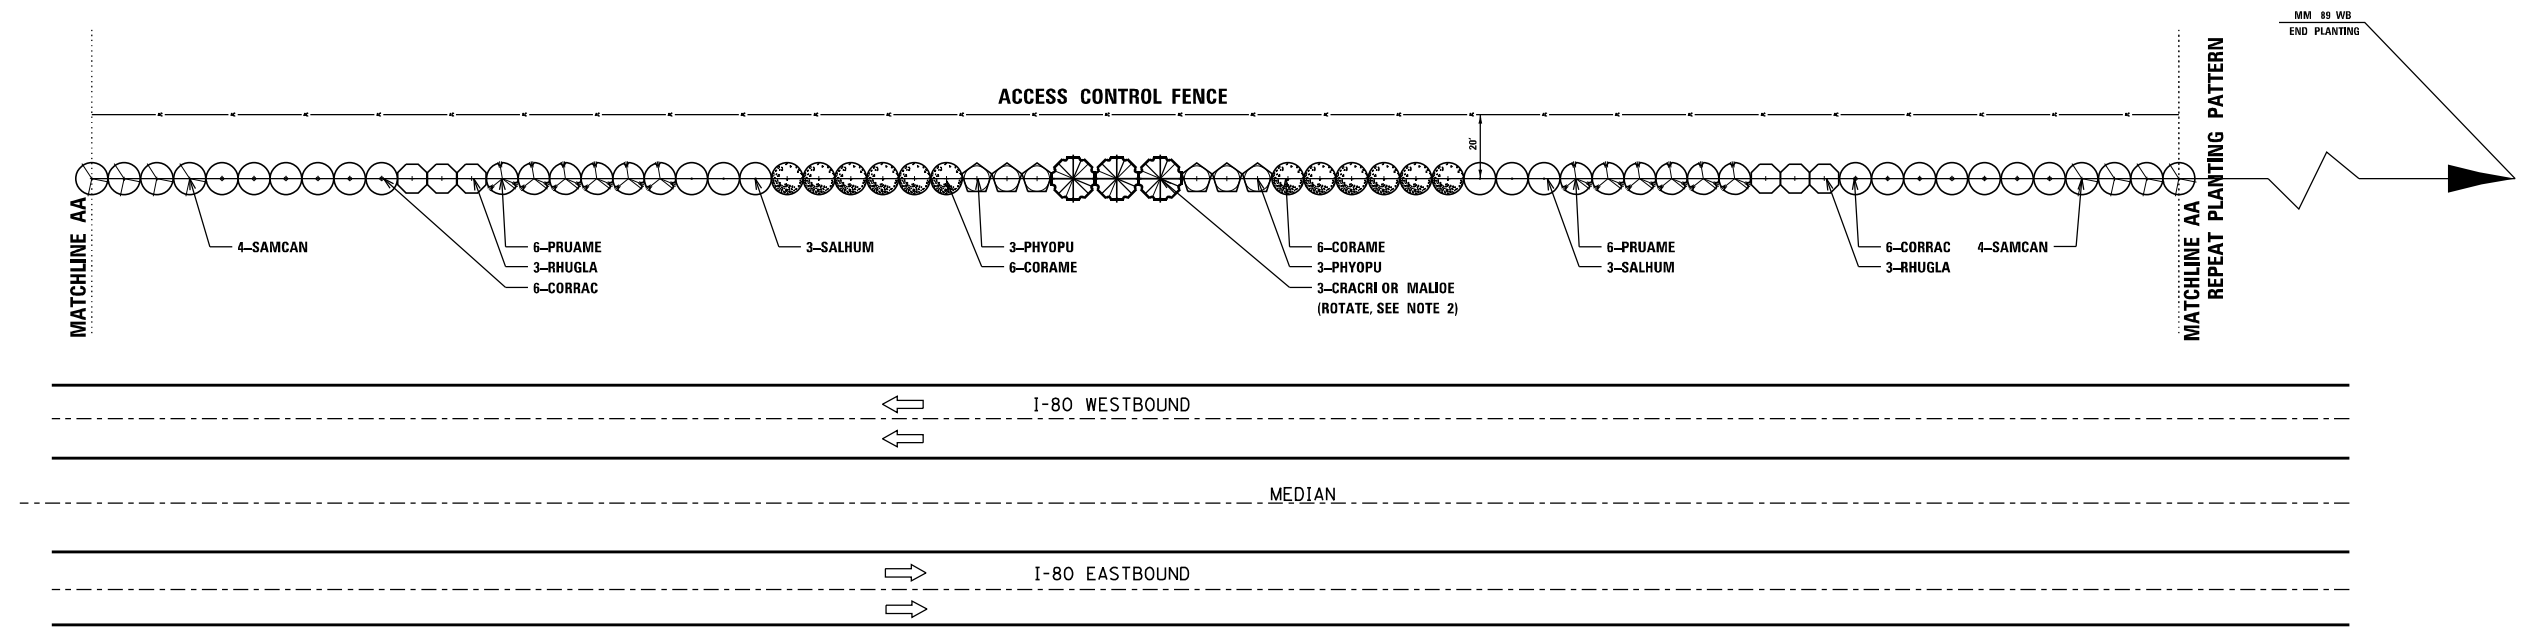 MM 89 WB
END PLANTING
ACCESS CONTROL FENCE
20'
MATCHLINE AA
4–SAMCAN
6–PRUAME
3–RHUGLA
6–CORRAC
3–SALHUM
3–PHYOPU
6–CORAME
6–CORAME
3–PHYOPU
3–CRACRI OR MALIOE
(ROTATE, SEE NOTE 2)
6–PRUAME
3–SALHUM
6–CORRAC
3–RHUGLA
4–SAMCAN
MATCHLINE AA
REPEAT PLANTING PATTERN
I-80 WESTBOUND
MEDIAN
I-80 EASTBOUND